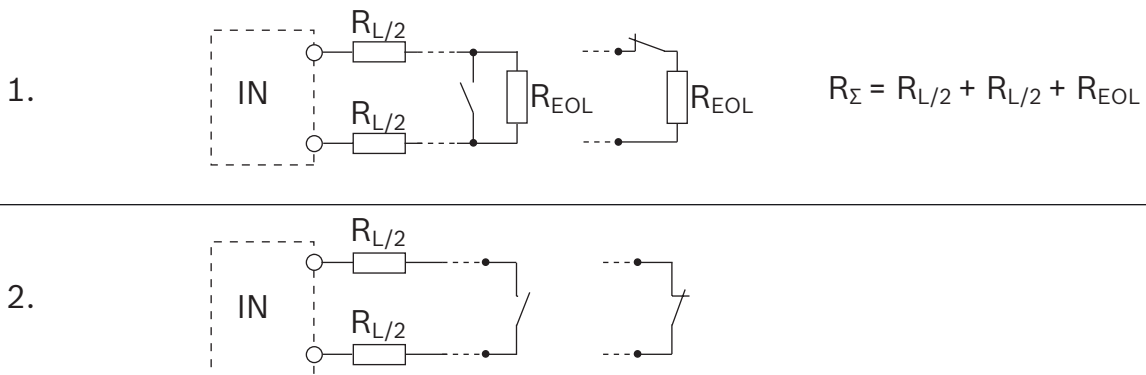 1.
R_L/2
IN
R_L/2
R_EOL
R_EOL
R_Σ = R_L/2 + R_L/2 + R_EOL
2.
R_L/2
IN
R_L/2